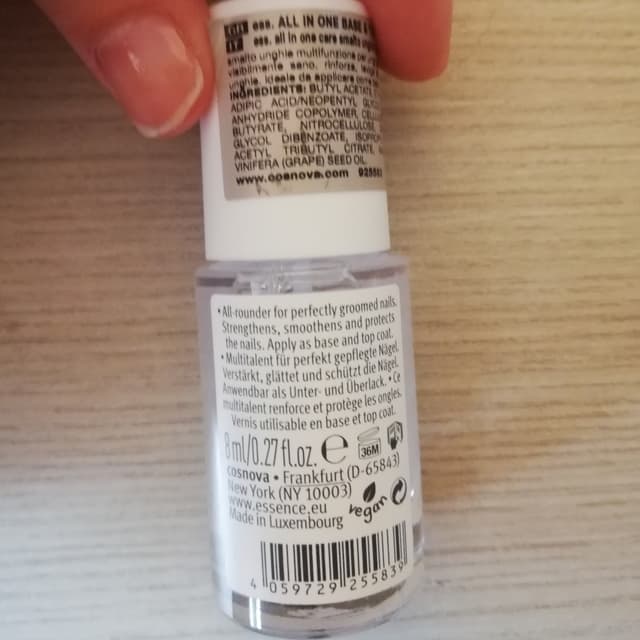 ess. ALL IN ONE BASE &
ess. all in one care smalto
smalto unghie multifunzione per
visibilmente sano. rinforza,
unghie. Ideale da applicare come
INGREDIENTS: BUTYL ACETATE,
ADIPIC ACID/NEOPENTYL GLYCOL
ANHYDRIDE COPOLYMER,
BUTYRATE, NITROCELLULOSE,
GLYCOL DIBENZOATE,
ACETYL TRIBUTYL CITRATE,
VINIFERA (GRAPE) SEED OIL
www.cosnova.com
• All-rounder for perfectly groomed nails.
Strengthens, smoothens and protects
the nails. Apply as base and top coat.
• Multitalent für perfekt gepflegte Nägel.
Verstärkt, glättet und schützt die Nägel.
Anwendbar als Unter- und Überlack. • Ce
multitalent renforce et protège les ongles.
Vernis utilisable en base et top coat.
8 ml/0.27 fl.oz. e 36M
cosnova • Frankfurt (D-65843)
New York (NY 10003)
www.essence.eu
vegan
Made in Luxembourg
4 059729 255839